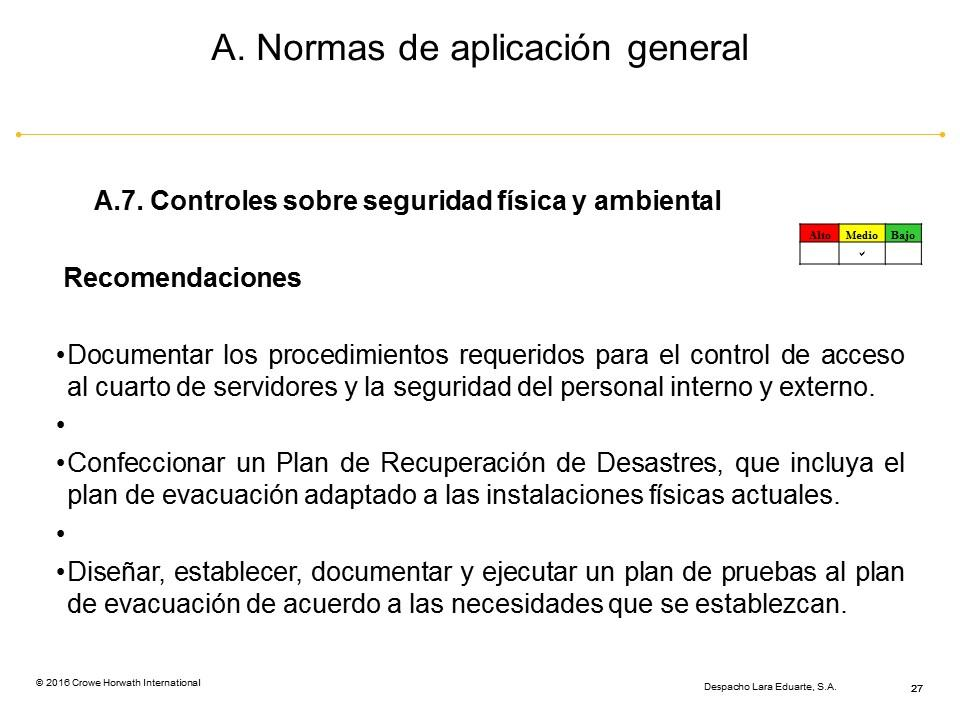 A. Normas de aplicación general
A.7. Controles sobre seguridad física y ambiental
Alto Medio Bajo
✓
Recomendaciones
•Documentar los procedimientos requeridos para el control de acceso
al cuarto de servidores y la seguridad del personal interno y externo.
•
•Confeccionar un Plan de Recuperación de Desastres, que incluya el
plan de evacuación adaptado a las instalaciones físicas actuales.
•
•Diseñar, establecer, documentar y ejecutar un plan de pruebas al plan
de evacuación de acuerdo a las necesidades que se establezcan.
© 2016 Crowe Horwath International
Despacho Lara Eduarte, S.A.
27